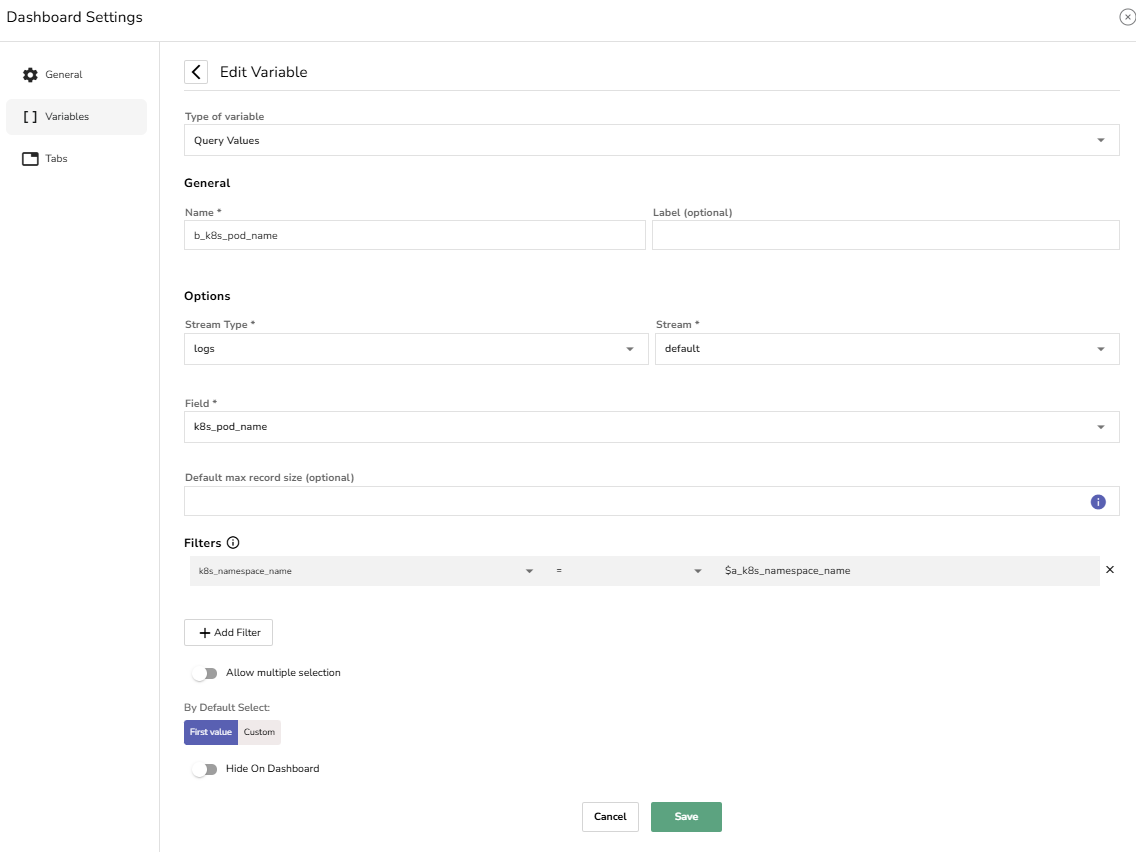 Dashboard Settings
General
Variables
Tabs
Edit Variable
Type of variable
Query Values
General
Name *
Label (optional)
b_k8s_pod_name
Options
Stream Type *
Stream *
logs
default
Field *
k8s_pod_name
Default max record size (optional)
Filters
k8s_namespace_name = $a_k8s_namespace_name
Add Filter
Allow multiple selection
By Default Select:
First value Custom
Hide On Dashboard
Cancel Save